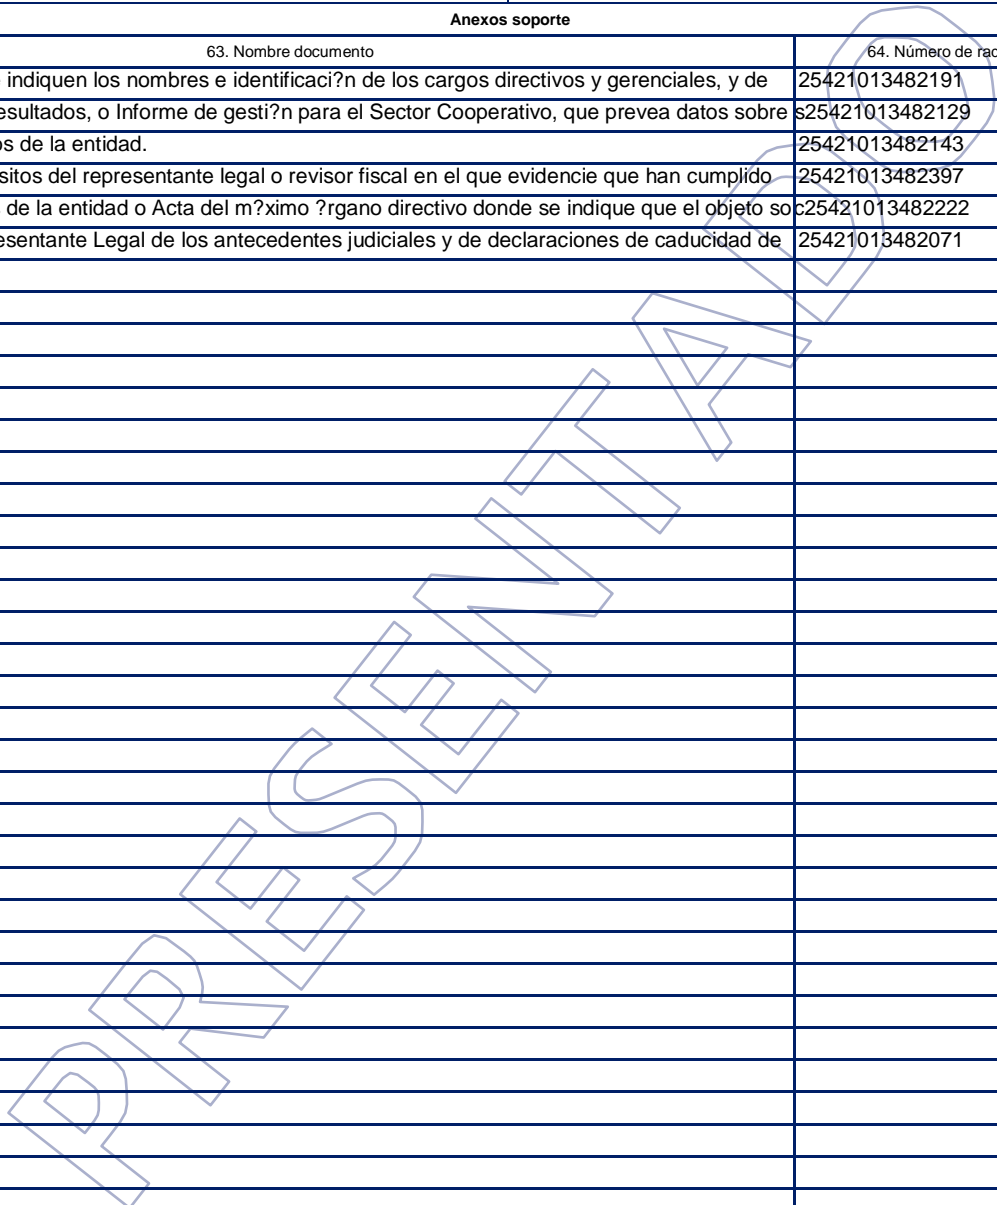 Anexos soporte
63. Nombre documento 64. Número de rad
indiquen los nombres e identificaci?n de los cargos directivos y gerenciales, y de 25421013482191
esultados, o Informe de gesti?n para el Sector Cooperativo, que prevea datos sobre s25421013482129
os de la entidad. 25421013482143
sitos del representante legal o revisor fiscal en el que evidencie que han cumplido 25421013482397
de la entidad o Acta del m?ximo ?rgano directivo donde se indique que el objeto soc25421013482222
esentante Legal de los antecedentes judiciales y de declaraciones de caducidad de 25421013482071
PRESENTADO